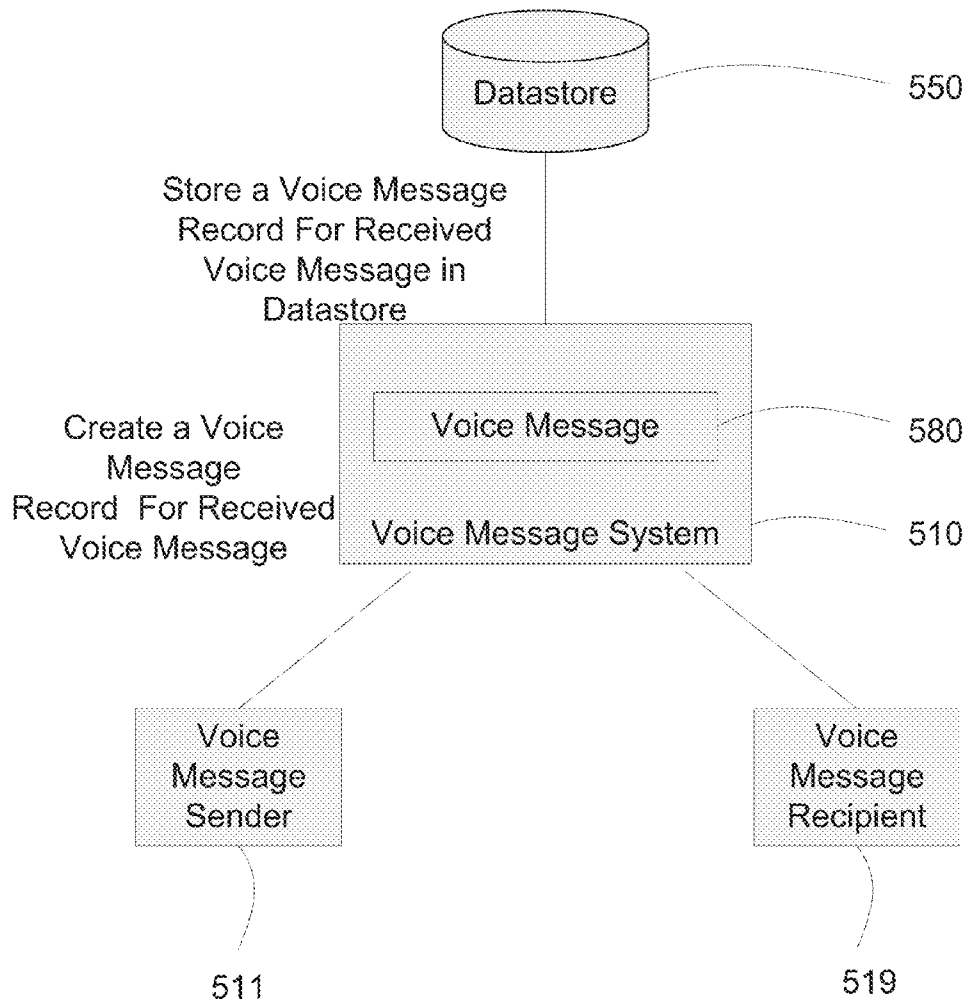 Datastore
550
Store a Voice Message
Record For Received
Voice Message in
Datastore
Voice Message
580
Create a Voice
Message
Record For Received
Voice Message
Voice Message System
510
Voice
Message
Sender
Voice
Message
Recipient
511
519